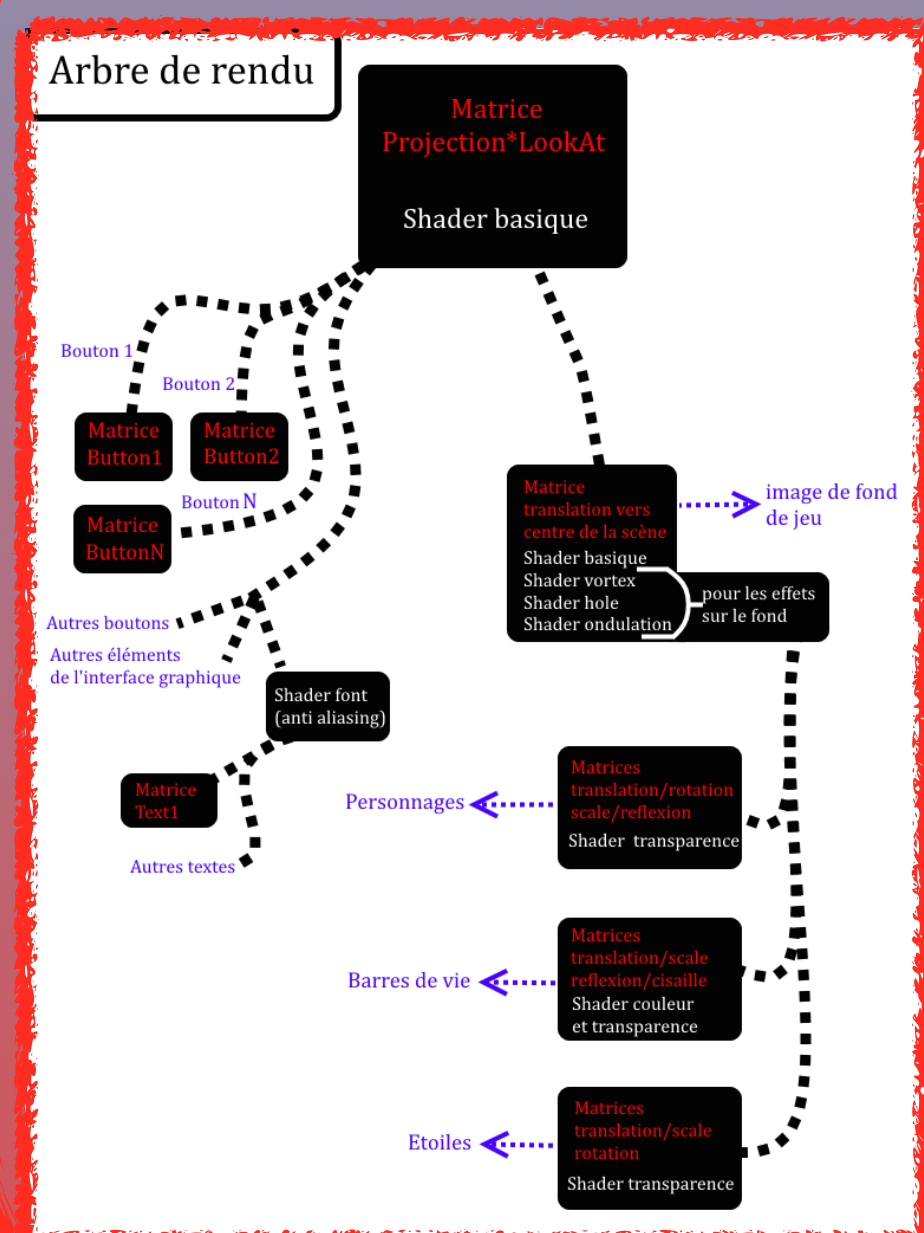 Arbre de rendu
Matrice
Projection*LookAt
Shader basique
Bouton 1
Bouton 2
Matrice
Button1
Matrice
Button2
Bouton N
Matrice
ButtonN
Matrice
translation vers
centre de la scène
Shader basique
Shader vortex
Shader hole
Shader ondulation
pour les effets
sur le fond
image de fond
de jeu
Autres boutons
Autres éléments
de l'interface graphique
Shader font
(anti aliasing)
Matrice
Text1
Autres textes
Personnages
Matrices
translation/rotation
scale/reflexion
Shader transparence
Barres de vie
Matrices
translation/scale
reflexion/cisaille
Shader couleur
et transparence
Etoiles
Matrices
translation/scale
rotation
Shader transparence